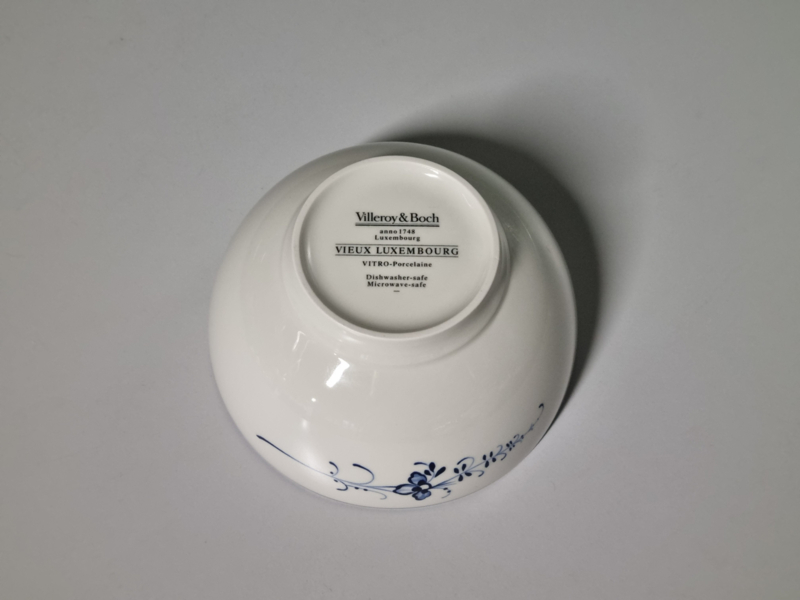 Villeroy & Boch
anno 1748
Luxembourg
VIEUX LUXEMBOURG
VITRO-Porcelaine
Dishwasher-safe
Microwave-safe